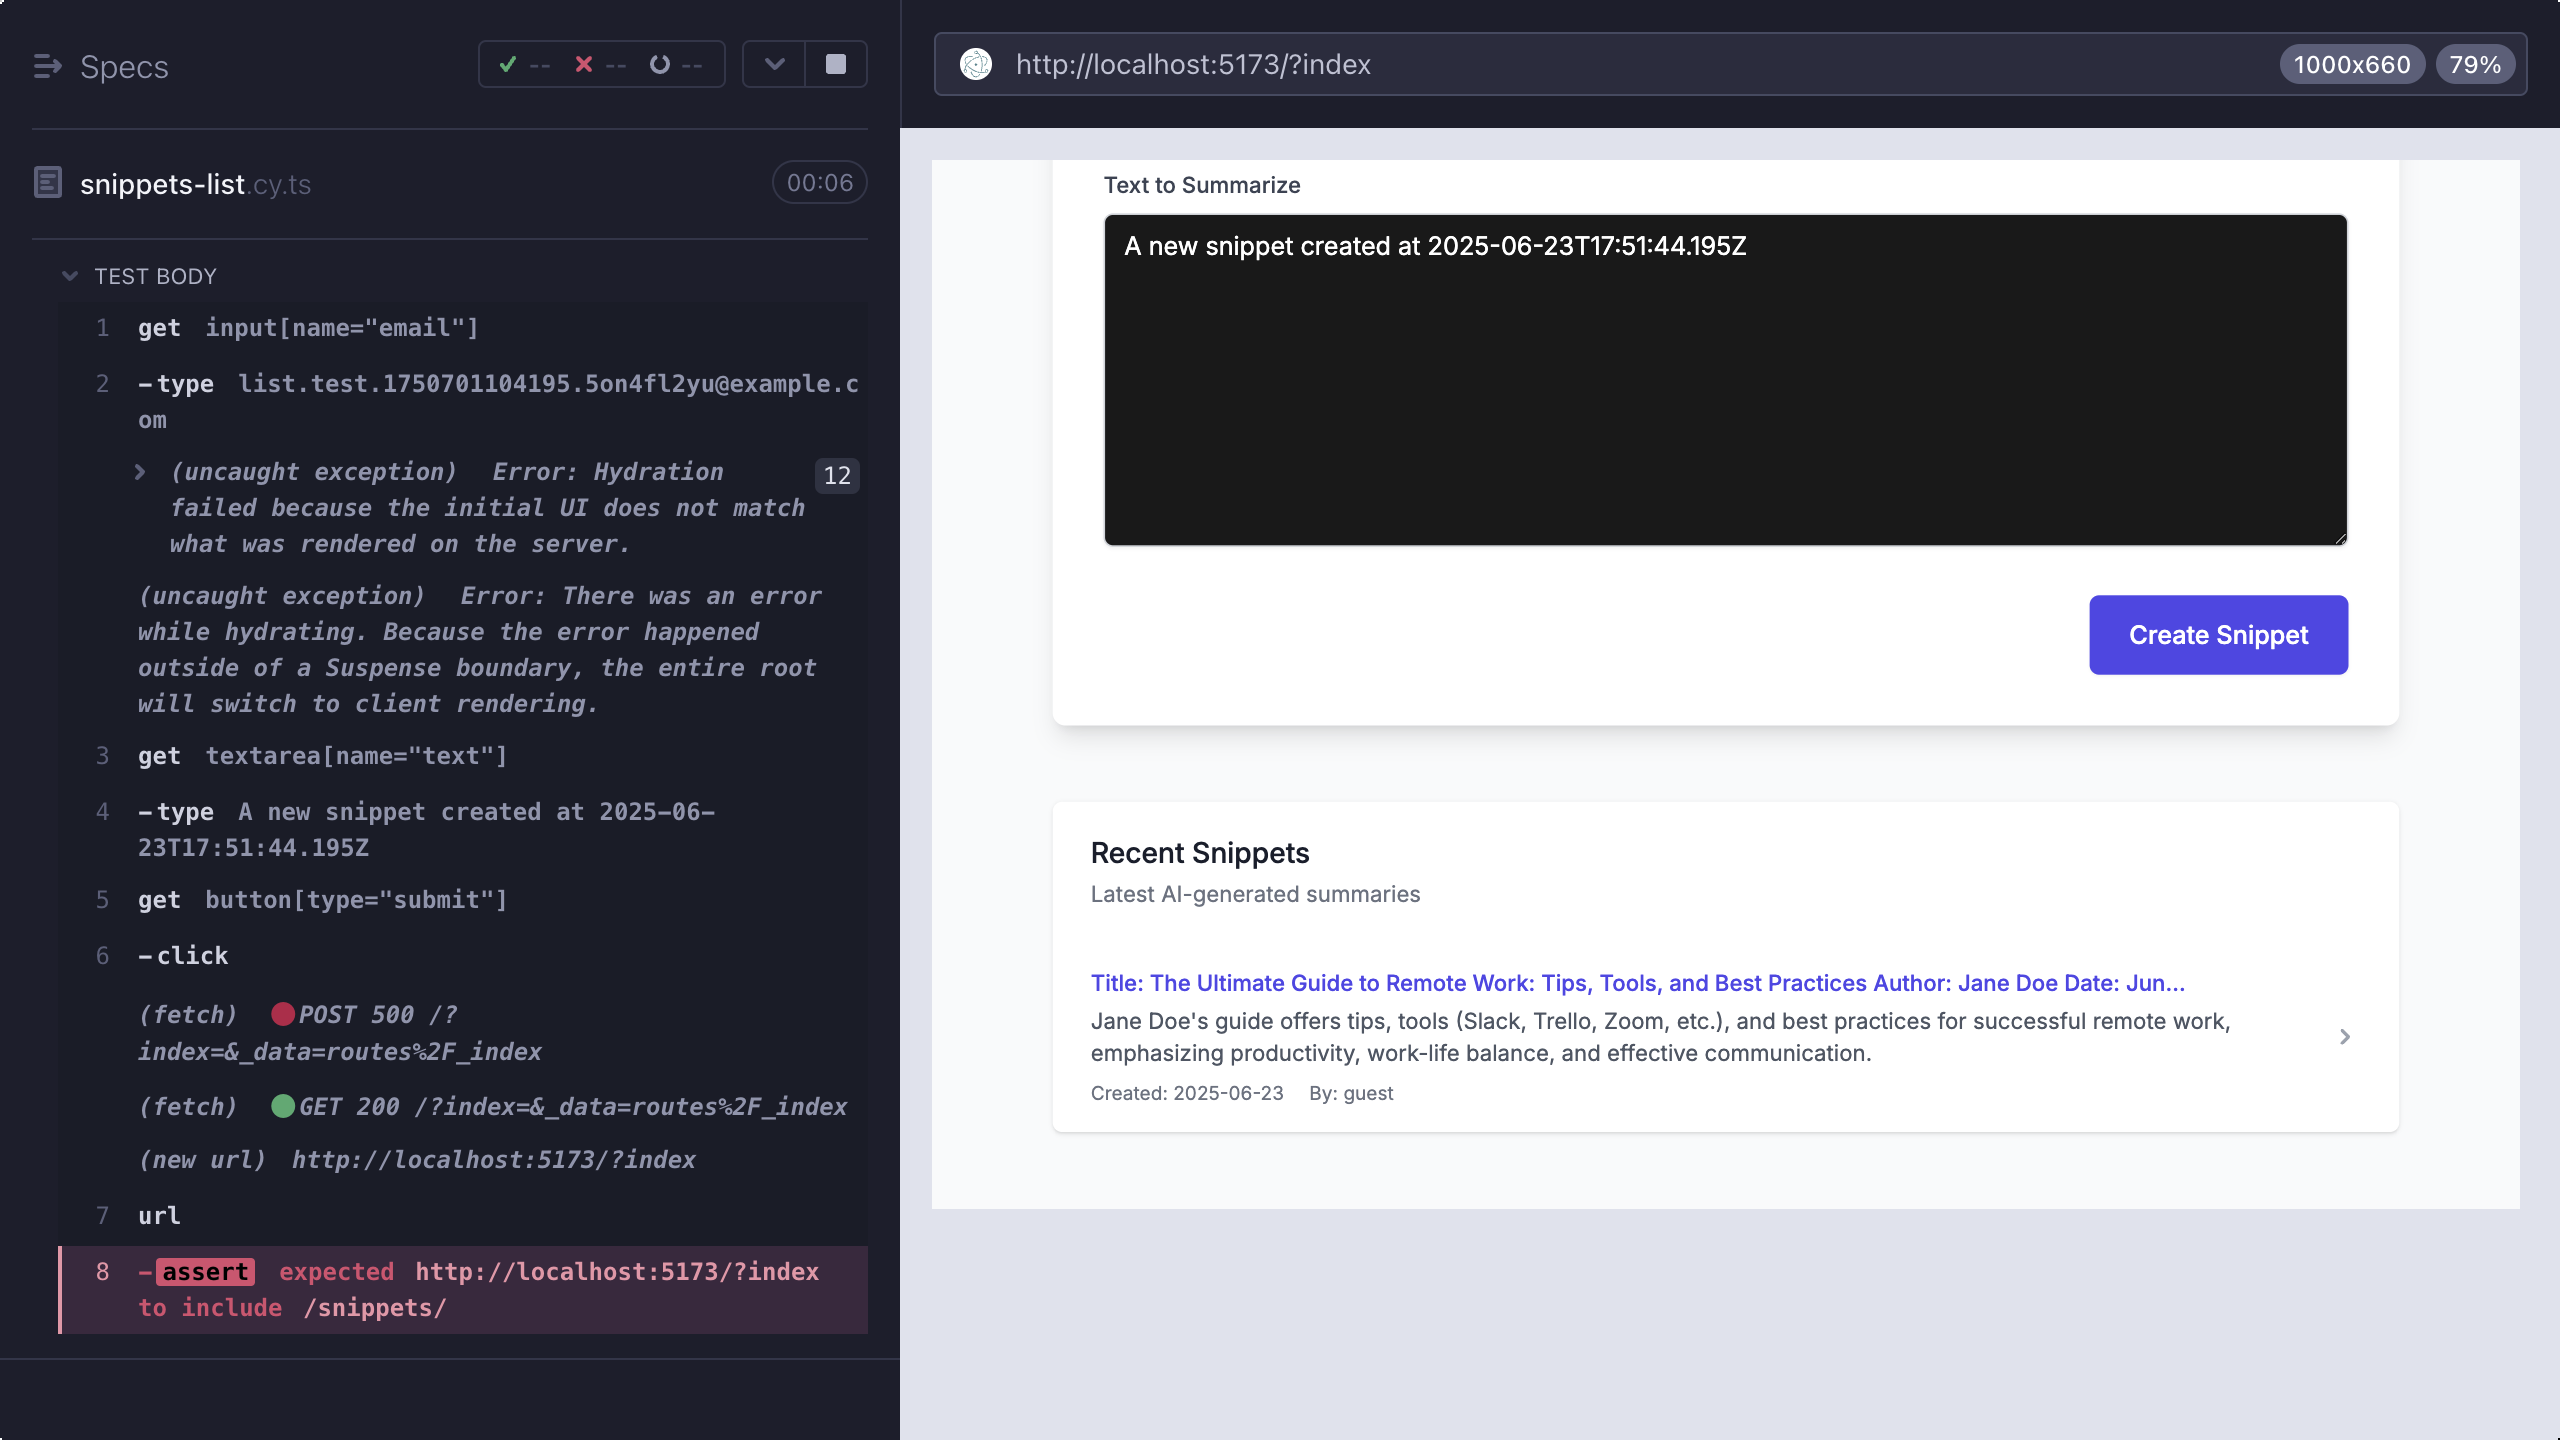 Specs
-- -- --
snippets-list.cy.ts
00:06
TEST BODY
1 get input[name="email"]
2 -type list.test.1750701104195.5on4fl2yu@example.c
om
(uncaught exception) Error: Hydration
failed because the initial UI does not match
what was rendered on the server.
12
(uncaught exception) Error: There was an error
while hydrating. Because the error happened
outside of a Suspense boundary, the entire root
will switch to client rendering.
3 get textarea[name="text"]
4 -type A new snippet created at 2025-06-
23T17:51:44.195Z
5 get button[type="submit"]
6 -click
(fetch) POST 500 /?
index=&_data=routes%2F_index
(fetch) GET 200 /?index=&_data=routes%2F_index
(new url) http://localhost:5173/?index
7 url
8 -assert expected http://localhost:5173/?index
to include /snippets/
http://localhost:5173/?index
1000x660
79%
Text to Summarize
A new snippet created at 2025-06-23T17:51:44.195Z
Create Snippet
Recent Snippets
Latest AI-generated summaries
Title: The Ultimate Guide to Remote Work: Tips, Tools, and Best Practices Author: Jane Doe Date: Jun...
Jane Doe's guide offers tips, tools (Slack, Trello, Zoom, etc.), and best practices for successful remote work,
emphasizing productivity, work-life balance, and effective communication.
Created: 2025-06-23 By: guest